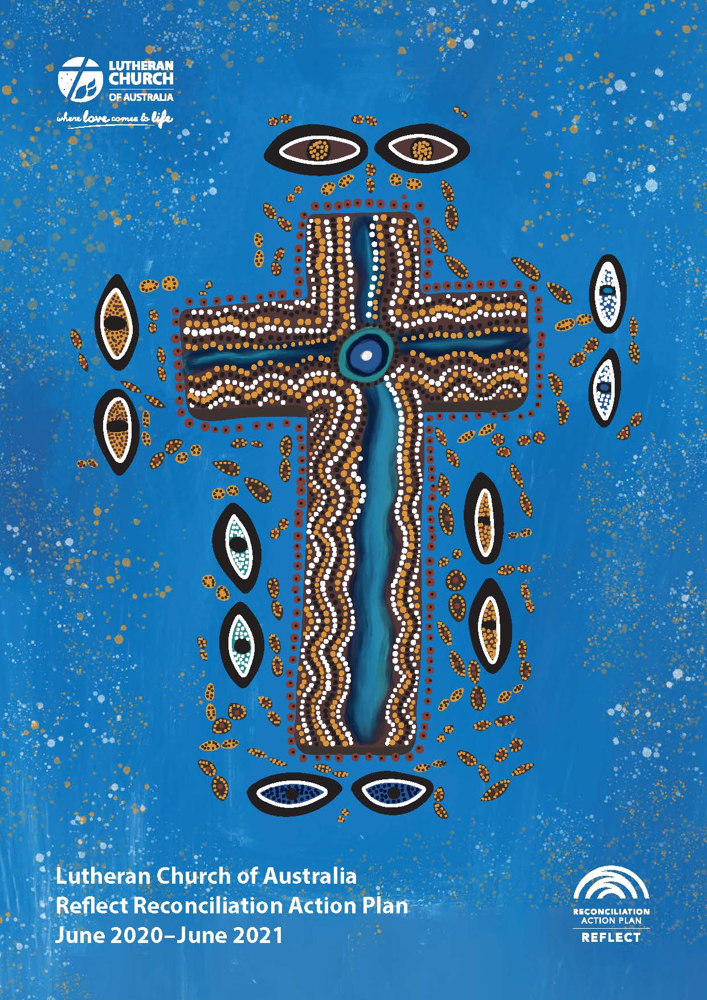 LUTHERAN
CHURCH
OF AUSTRALIA
where love comes to life
Lutheran Church of Australia
Reflect Reconciliation Action Plan
June 2020–June 2021
RECONCILIATION
ACTION PLAN
REFLECT